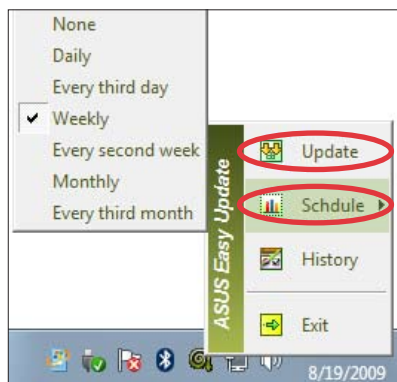 None
Daily
Every third day
Weekly
Every second week
Monthly
Every third month
ASUS Easy Update
Update
Schdule
History
Exit
8/19/2009